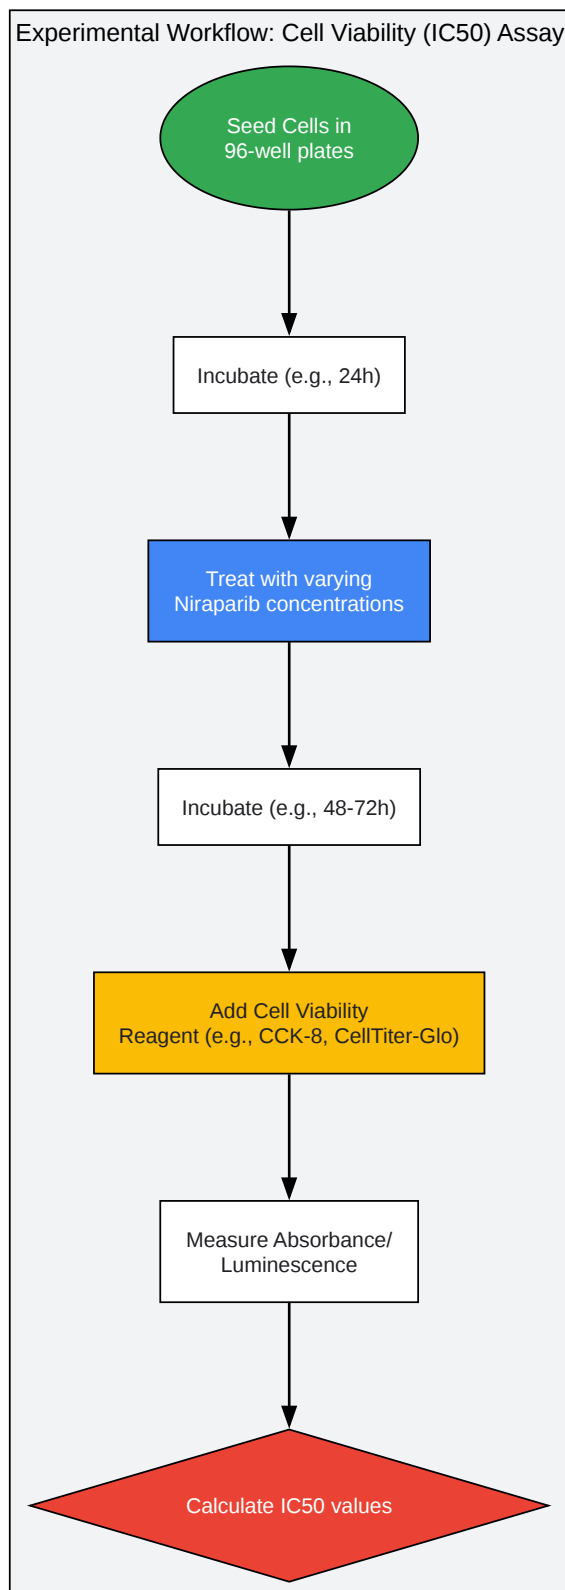 Experimental Workflow: Cell Viability (IC50) Assay
Seed Cells in
96-well plates
Incubate (e.g., 24h)
Treat with varying
Niraparib concentrations
Incubate (e.g., 48-72h)
Add Cell Viability
Reagent (e.g., CCK-8, CellTiter-Glo)
Measure Absorbance/
Luminescence
Calculate IC50 values